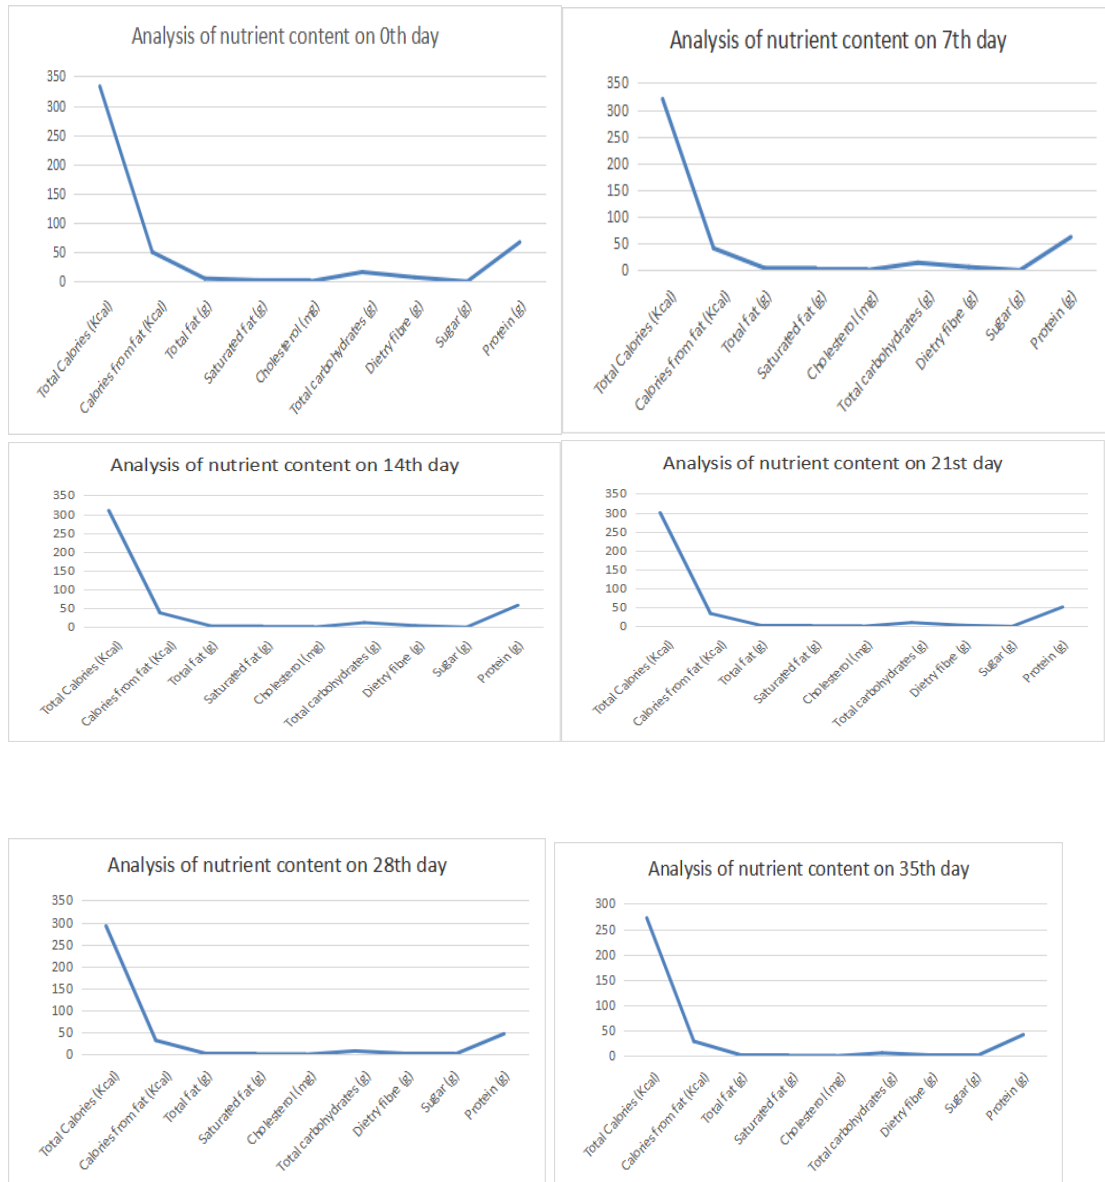 Analysis of nutrient content on 0th day
350
300
250
200
150
100
50
0
Total Calories (Kcal)
Calories from fat (Kcal)
Total fat (g)
Saturated fat (g)
Cholesterol (mg)
Total carbohydrates (g)
Dietry fibre (g)
Sugar (g)
Protein (g)
Analysis of nutrient content on 7th day
350
300
250
200
150
100
50
0
Total Calories (Kcal)
Calories from fat (Kcal)
Total fat (g)
Saturated fat (g)
Cholesterol (mg)
Total carbohydrates (g)
Dietry fibre (g)
Sugar (g)
Protein (g)
Analysis of nutrient content on 14th day
350
300
250
200
150
100
50
0
Total Calories (Kcal)
Calories from fat (Kcal)
Total fat (g)
Saturated fat (g)
Cholesterol (mg)
Total carbohydrates (g)
Dietry fibre (g)
Sugar (g)
Protein (g)
Analysis of nutrient content on 21st day
350
300
250
200
150
100
50
0
Total Calories (Kcal)
Calories from fat (Kcal)
Total fat (g)
Saturated fat (g)
Cholesterol (mg)
Total carbohydrates (g)
Dietry fibre (g)
Sugar (g)
Protein (g)
Analysis of nutrient content on 28th day
350
300
250
200
150
100
50
0
Total Calories (Kcal)
Calories from fat (Kcal)
Total fat (g)
Saturated fat (g)
Cholesterol (mg)
Total carbohydrates (g)
Dietry fibre (g)
Sugar (g)
Protein (g)
Analysis of nutrient content on 35th day
300
250
200
150
100
50
0
Total Calories (Kcal)
Calories from fat (Kcal)
Total fat (g)
Saturated fat (g)
Cholesterol (mg)
Total carbohydrates (g)
Dietry fibre (g)
Sugar (g)
Protein (g)